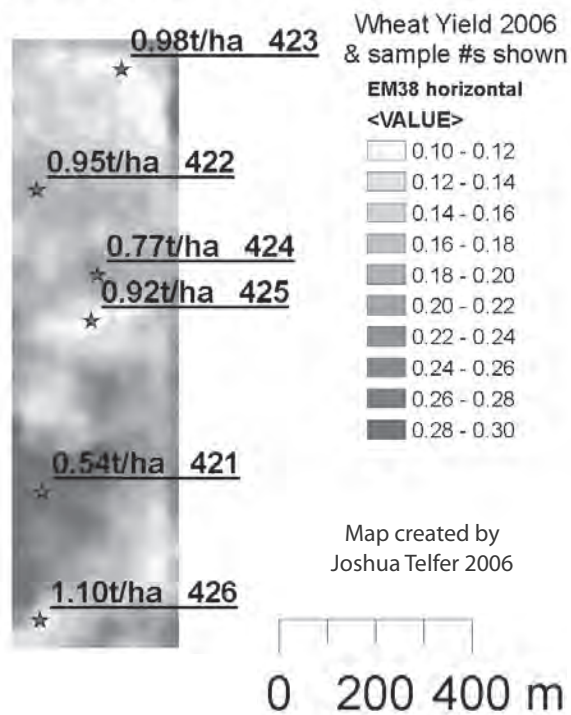 Wheat Yield 2006
& sample #s shown
0.98t/ha 423
0.95t/ha 422
0.77t/ha 424
0.92t/ha 425
0.54t/ha 421
1.10t/ha 426
EM38 horizontal
<VALUE>
0.10 - 0.12
0.12 - 0.14
0.14 - 0.16
0.16 - 0.18
0.18 - 0.20
0.20 - 0.22
0.22 - 0.24
0.24 - 0.26
0.26 - 0.28
0.28 - 0.30
Map created by
Joshua Telfer 2006
0 200 400 m